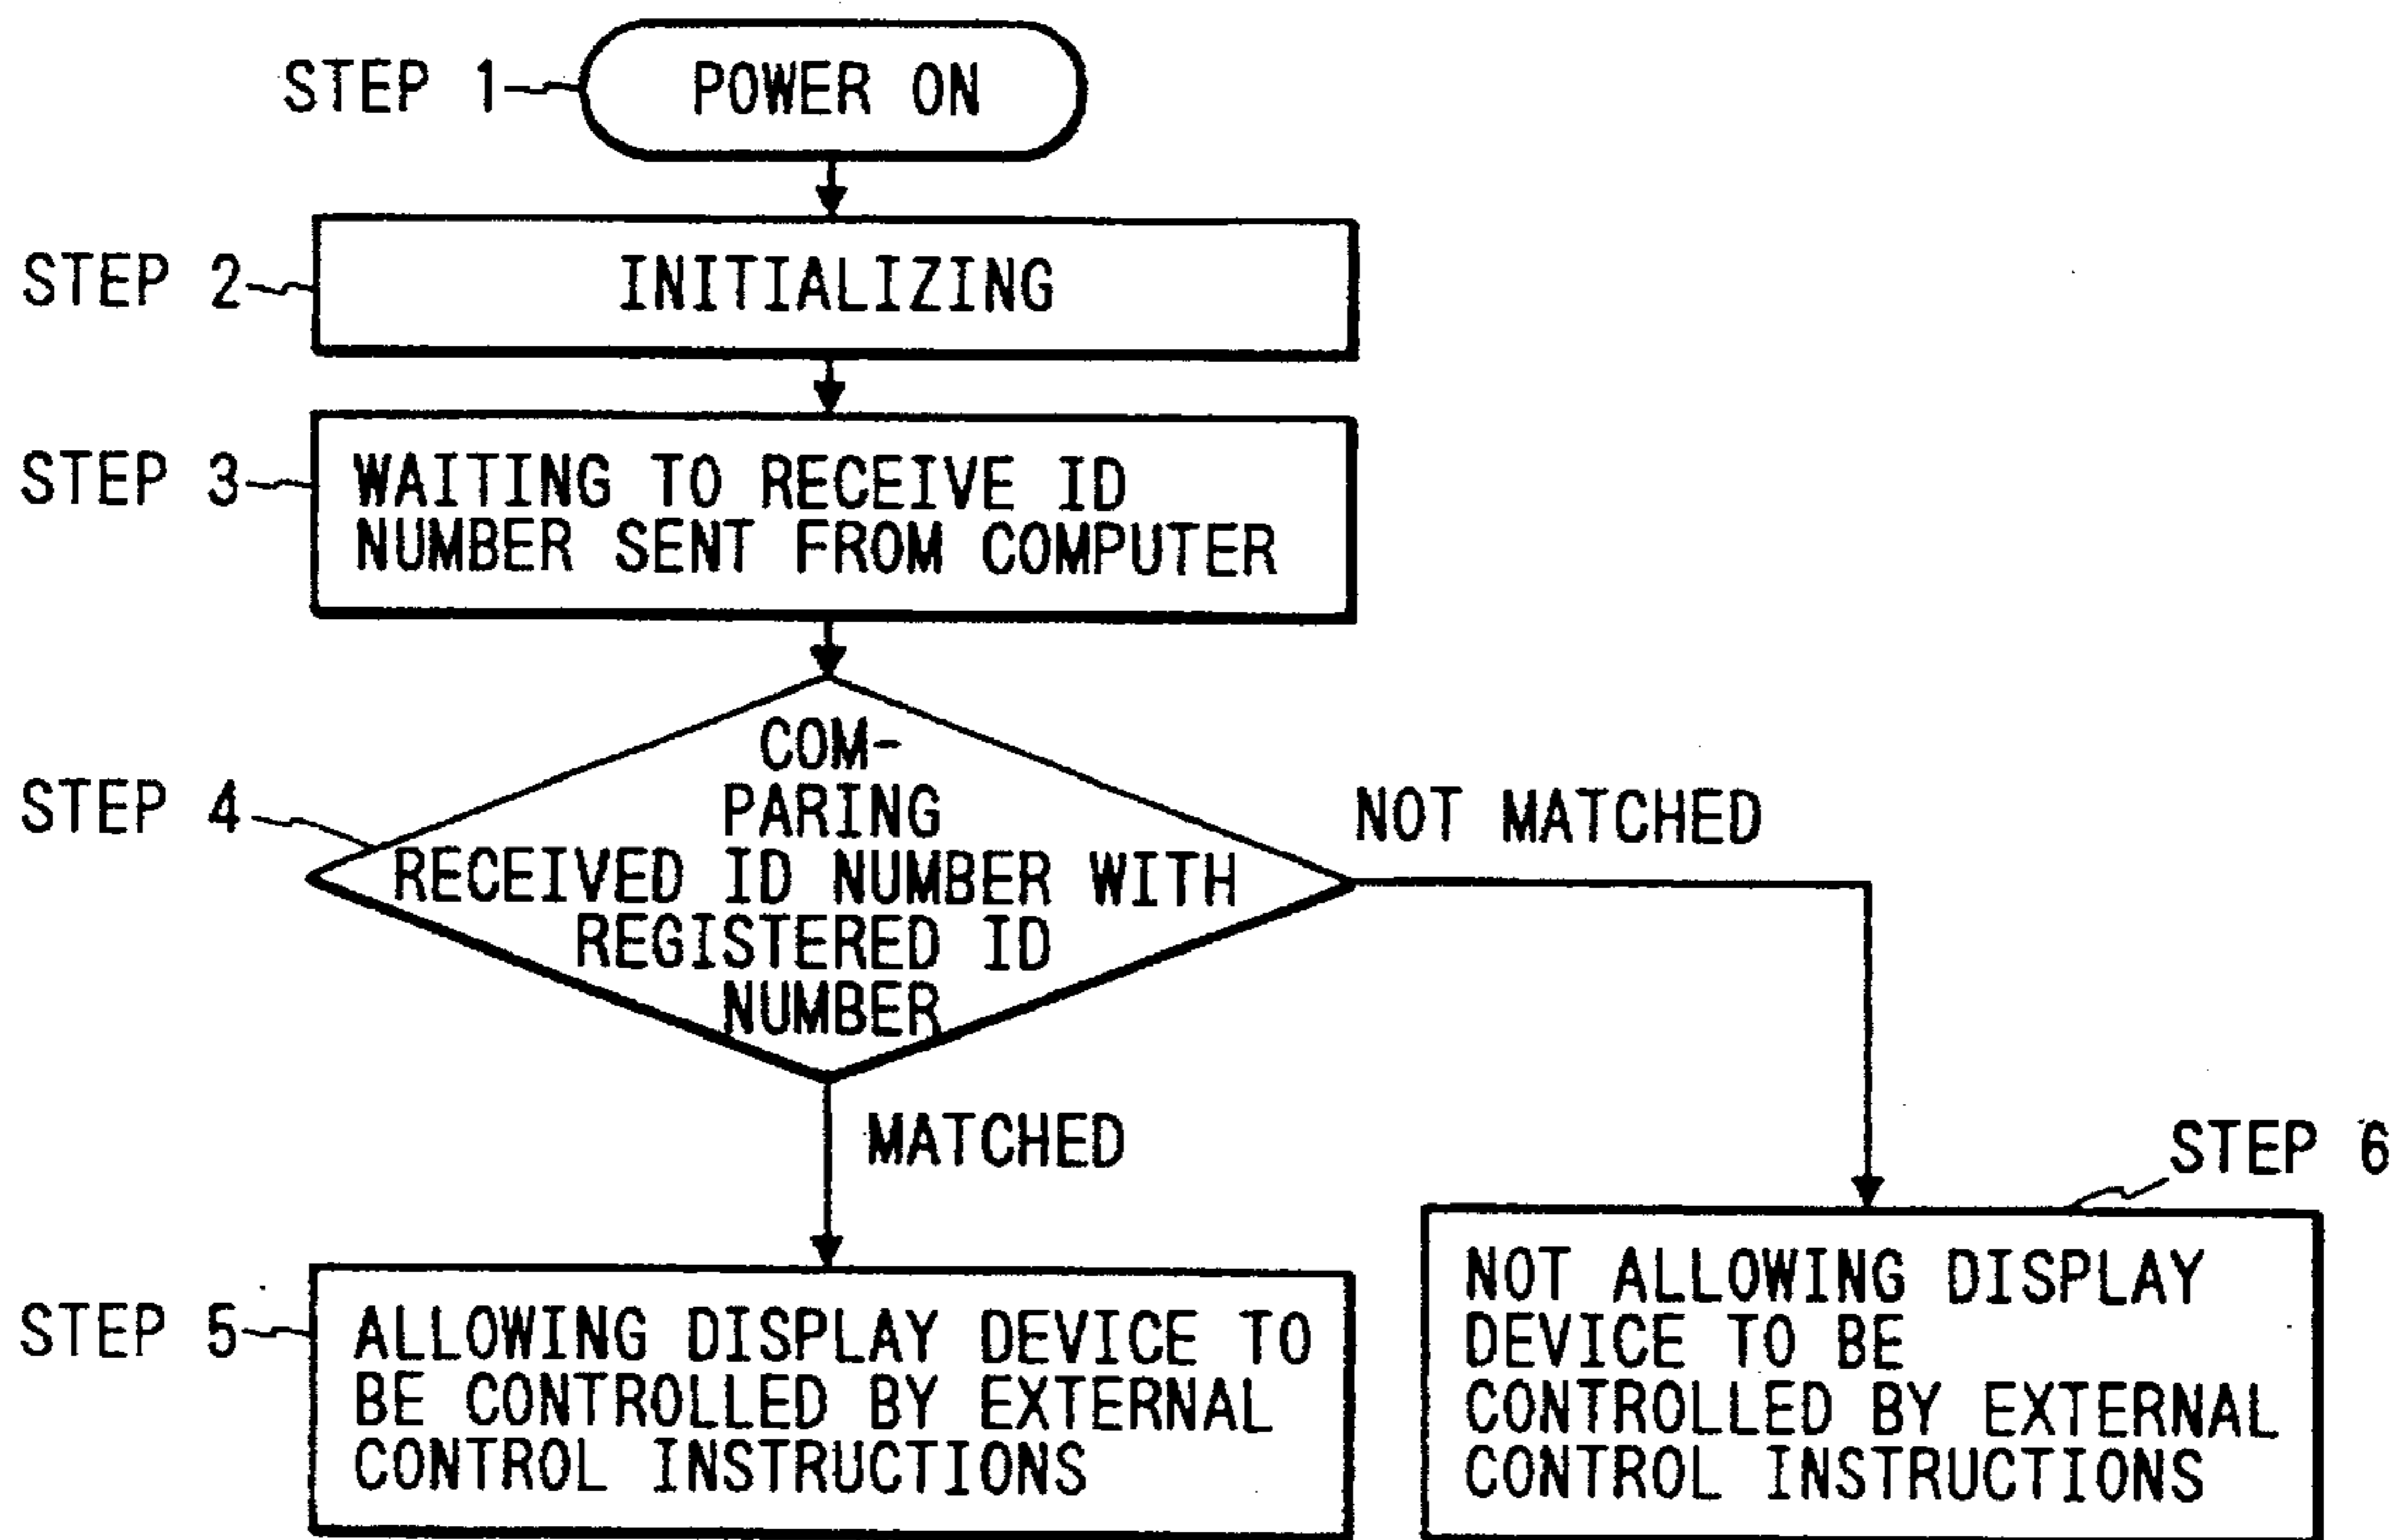 STEP 1
POWER ON
STEP 2
INITIALIZING
STEP 3
WAITING TO RECEIVE ID
NUMBER SENT FROM COMPUTER
STEP 4
COM-
PARING
RECEIVED ID NUMBER WITH
REGISTERED ID
NUMBER
NOT MATCHED
MATCHED
STEP 5
ALLOWING DISPLAY DEVICE TO
BE CONTROLLED BY EXTERNAL
CONTROL INSTRUCTIONS
STEP 6
NOT ALLOWING DISPLAY
DEVICE TO BE
CONTROLLED BY EXTERNAL
CONTROL INSTRUCTIONS